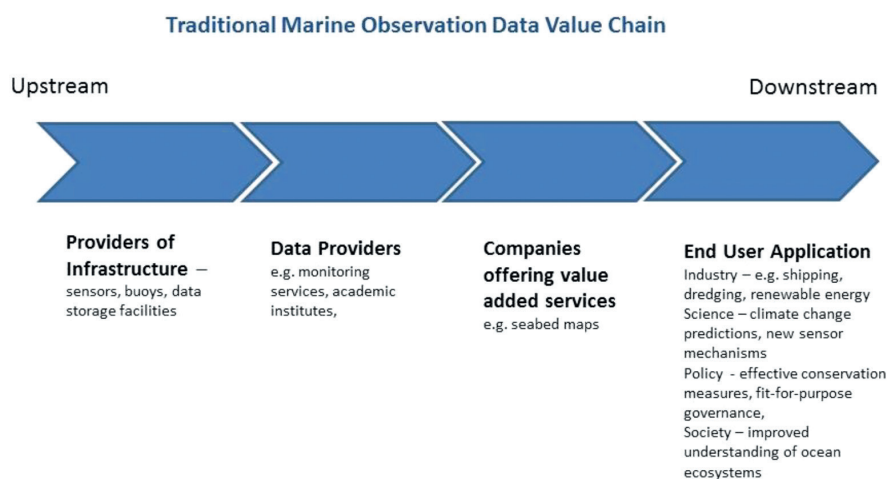 Traditional Marine Observation Data Value Chain
Upstream
Downstream
Providers of
Infrastructure –
sensors, buoys, data
storage facilities
Data Providers
e.g. monitoring
services, academic
institutes,
Companies
offering value
added services
e.g. seabed maps
End User Application
Industry – e.g. shipping,
dredging, renewable energy
Science – climate change
predictions, new sensor
mechanisms
Policy - effective conservation
measures, fit-for-purpose
governance,
Society – improved
understanding of ocean
ecosystems